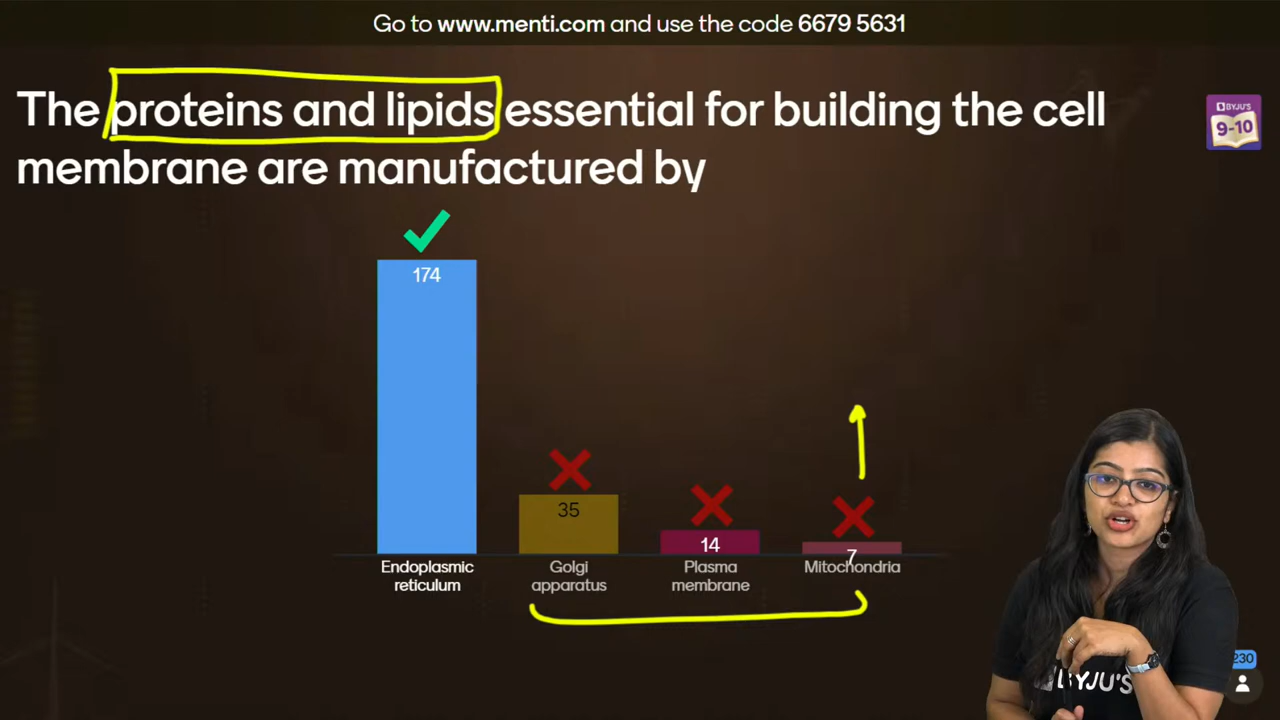 Go to www.menti.com and use the code 6679 5631
The proteins and lipids essential for building the cell
membrane are manufactured by
BYJU'S
9-10
174
35
14
7
Endoplasmic
reticulum
Golgi
apparatus
Plasma
membrane
Mitochondria
230
BYJU'S